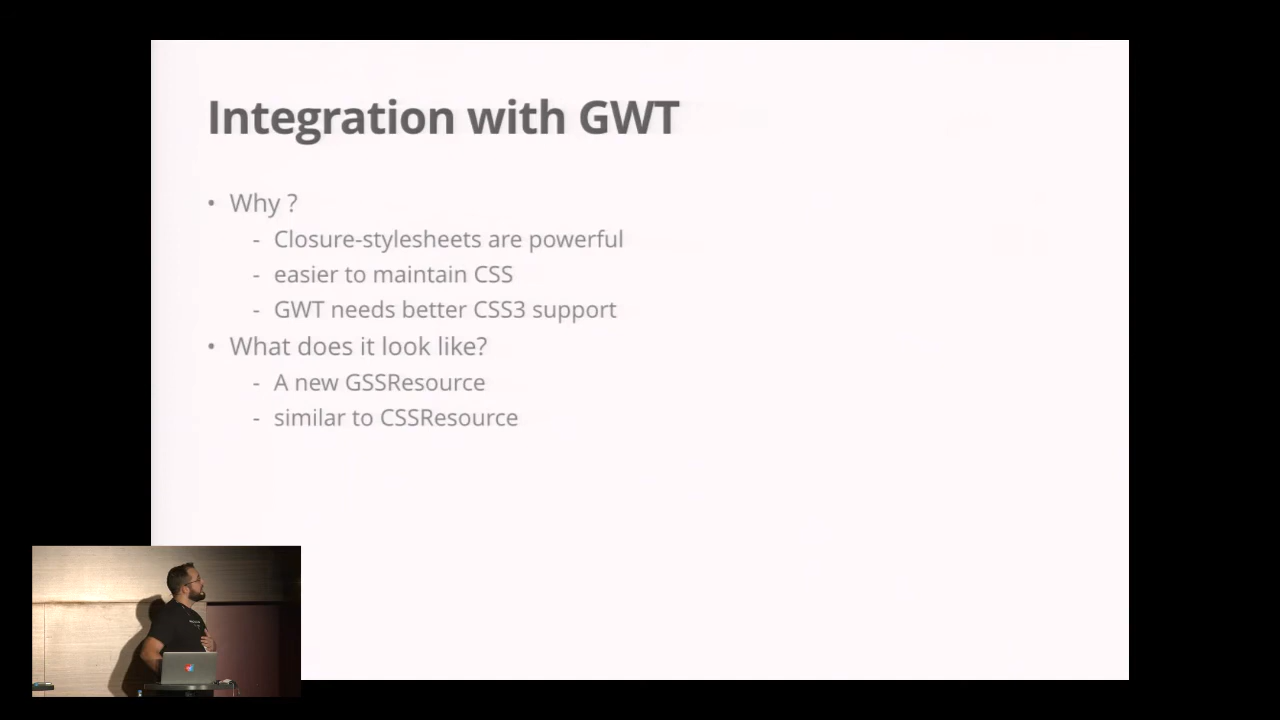 Integration with GWT
• Why ?
- Closure-stylesheets are powerful
- easier to maintain CSS
- GWT needs better CSS3 support
• What does it look like?
- A new GSSResource
- similar to CSSResource